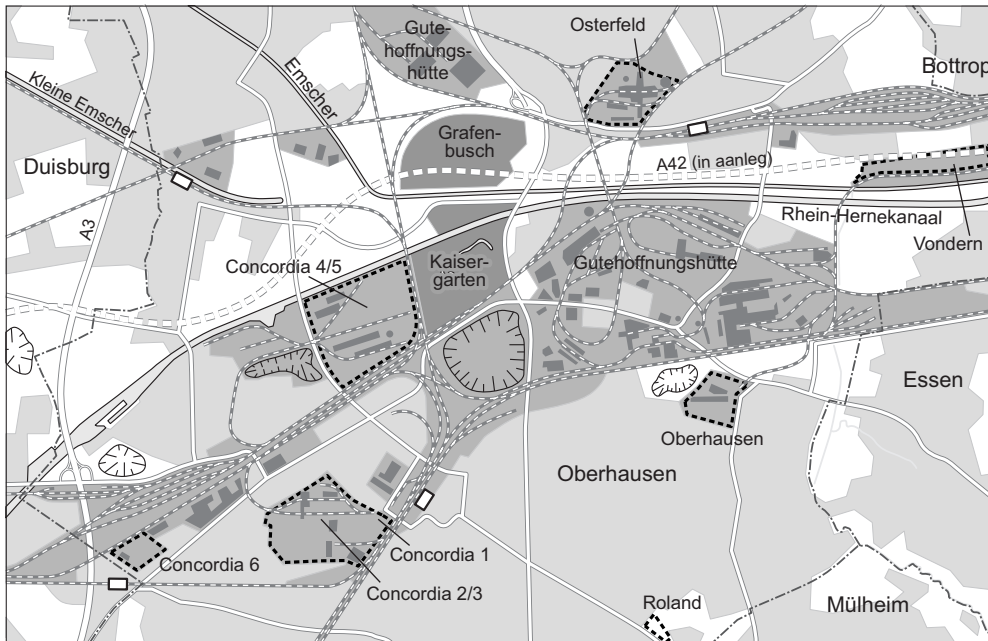 Gute-
hoffnungs-
hütte
Osterfeld
Bottrop
Kleine Emscher
Emscher
Grafen-
busch
A42 (in aanleg)
Duisburg
A3
Rhein-Hernekanaal
Vondern
Concordia 4/5
Kaiser-
gärten
Gutehoffnungshütte
Essen
Oberhausen
Oberhausen
Concordia 1
Concordia 6
Concordia 2/3
Roland
Mülheim